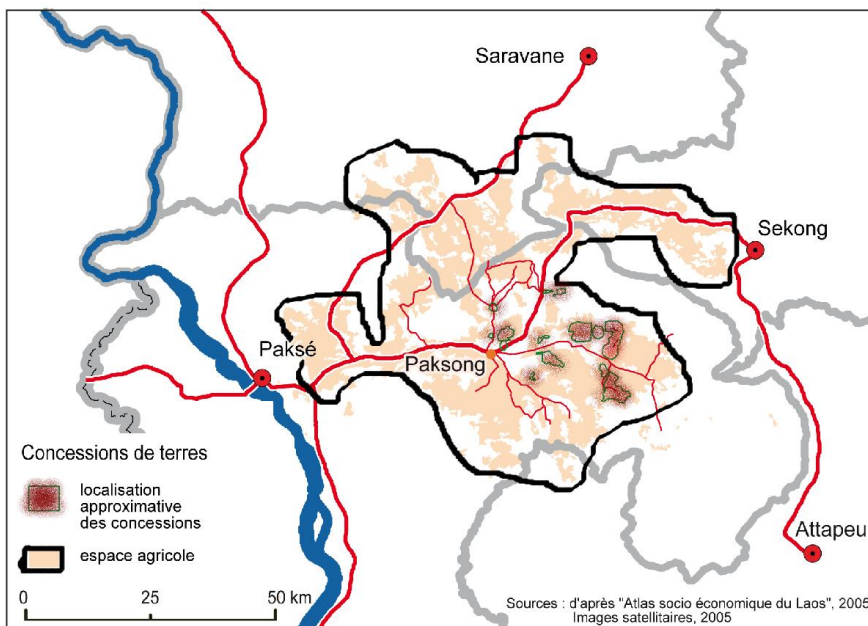 Saravane
Sekong
Paksé
Paksong
Concessions de terres
localisation
approximative
des concessions
espace agricole
Attapeu
0 25 50 km
Sources : d'après "Atlas socio économique du Laos", 2005
Images satellitaires, 2005